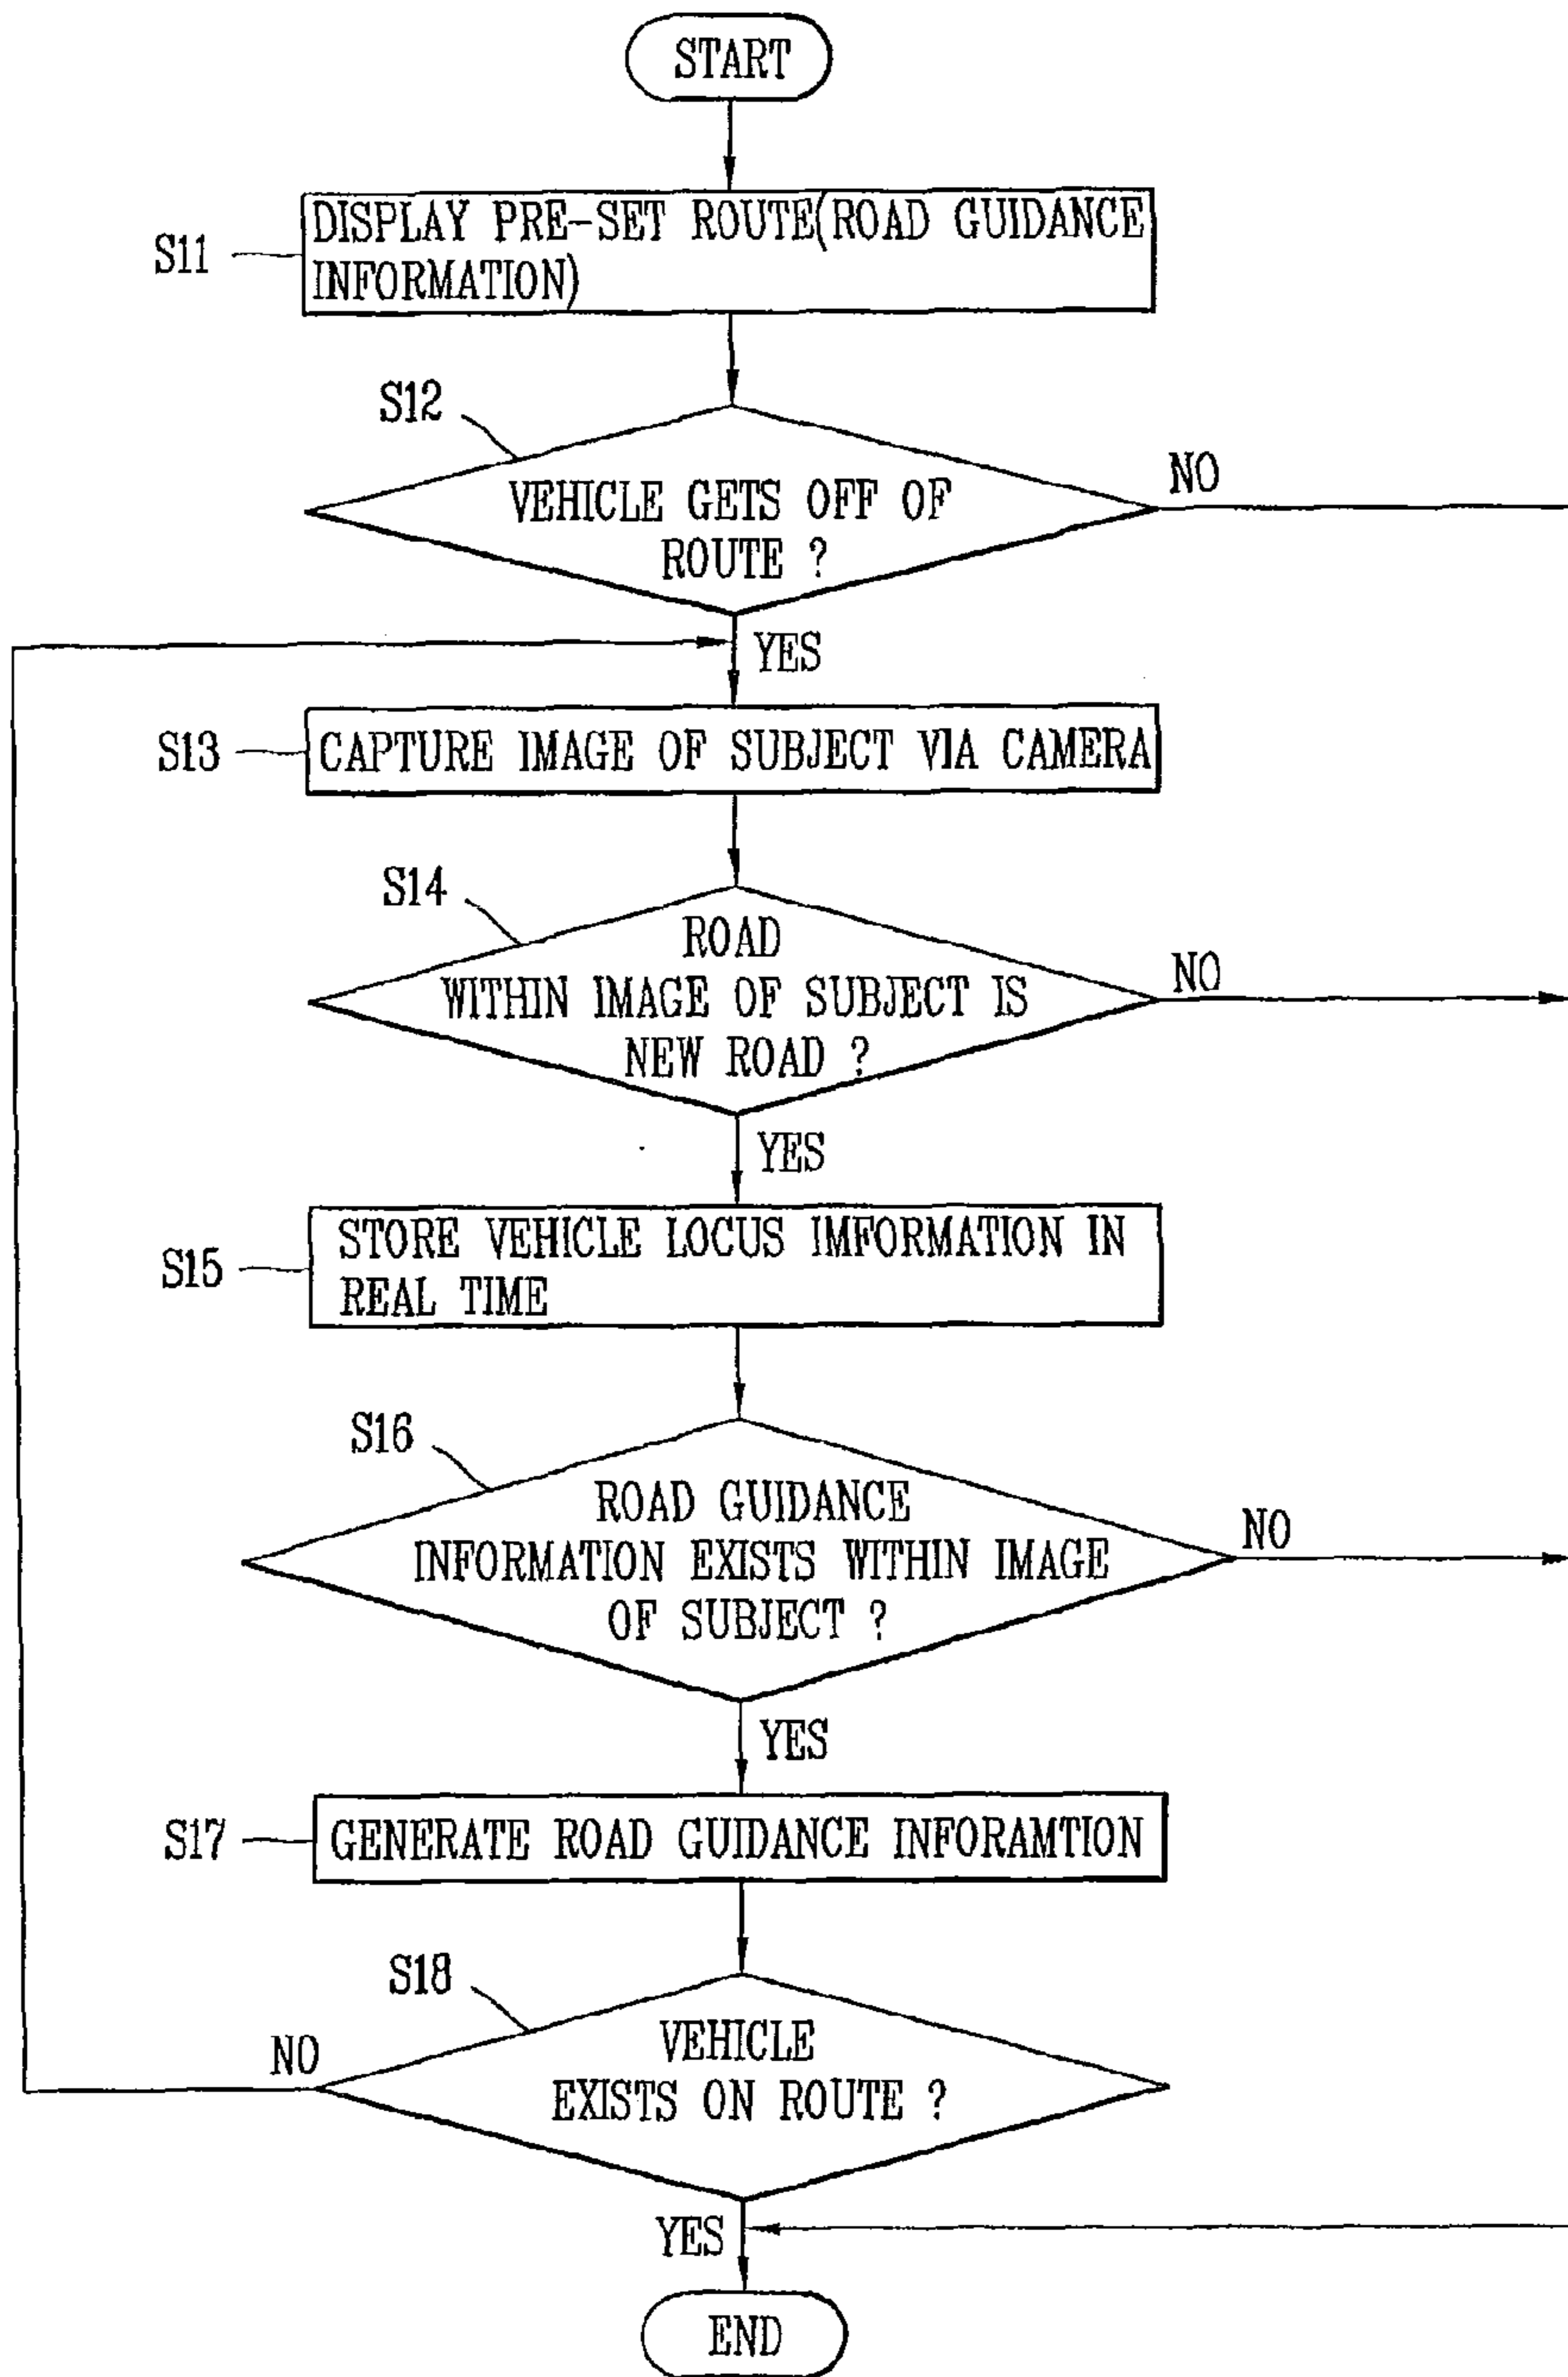 START
S11
DISPLAY PRE-SET ROUTE(ROAD GUIDANCE
INFORMATION)
S12
VEHICLE GETS OFF OF
ROUTE ?
NO
YES
S13
CAPTURE IMAGE OF SUBJECT VIA CAMERA
S14
ROAD
WITHIN IMAGE OF SUBJECT IS
NEW ROAD ?
NO
YES
S15
STORE VEHICLE LOCUS IMFORMATION IN
REAL TIME
S16
ROAD GUIDANCE
INFORMATION EXISTS WITHIN IMAGE
OF SUBJECT ?
NO
YES
S17
GENERATE ROAD GUIDANCE INFORAMTION
S18
VEHICLE
EXISTS ON ROUTE ?
NO
YES
END